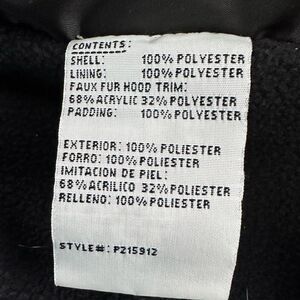 CONTENTS:
SHELL: 100% POLYESTER
LINING: 100% POLYESTER
FAUX FUR HOOD TRIM:
68% ACRYLIC 32% POLYESTER
PADDING: 100% POLYESTER
EXTERIOR: 100% POLIESTER
FORRO: 100% POLIESTER
IMITACION DE PIEL:
68% ACRILICO 32% POLIESTER
RELLENO: 100% POLIESTER
STYLE#: P215912